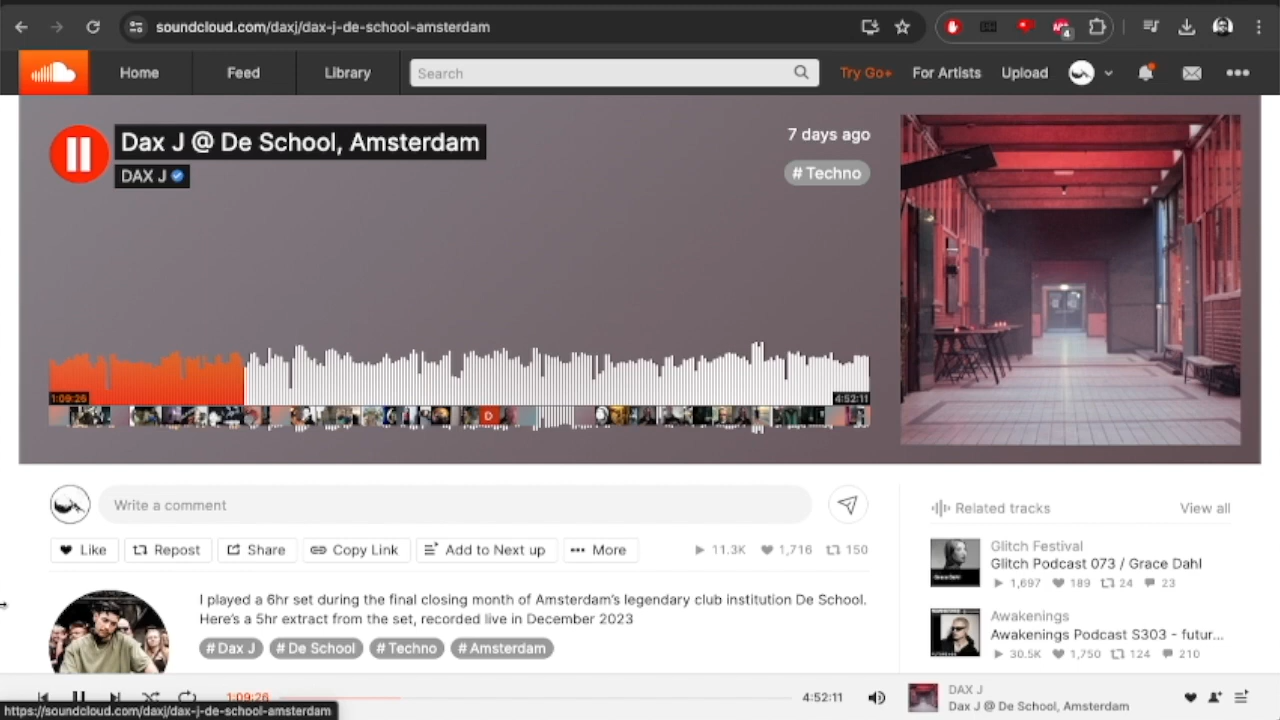 soundcloud.com/daxj/dax-j-de-school-amsterdam
4
Home
Feed
Library
Search
Try Go+
For Artists
Upload
Dax J @ De School, Amsterdam
DAX J
7 days ago
# Techno
1:09:26
4:52:11
D
Write a comment
Like
Repost
Share
Copy Link
Add to Next up
More
11.3K
1,716
150
I played a 6hr set during the final closing month of Amsterdam's legendary club institution De School.
Here's a 5hr extract from the set, recorded live in December 2023
# Dax J
# De School
# Techno
# Amsterdam
Related tracks
View all
Glitch Festival
Glitch Podcast 073 / Grace Dahl
1,697
189
24
23
Awakenings
Awakenings Podcast S303 - futur...
30.5K
1,750
124
210
1:09:26
4:52:11
DAX J
Dax J @ De School, Amsterdam
https://soundcloud.com/daxj/dax-j-de-school-amsterdam